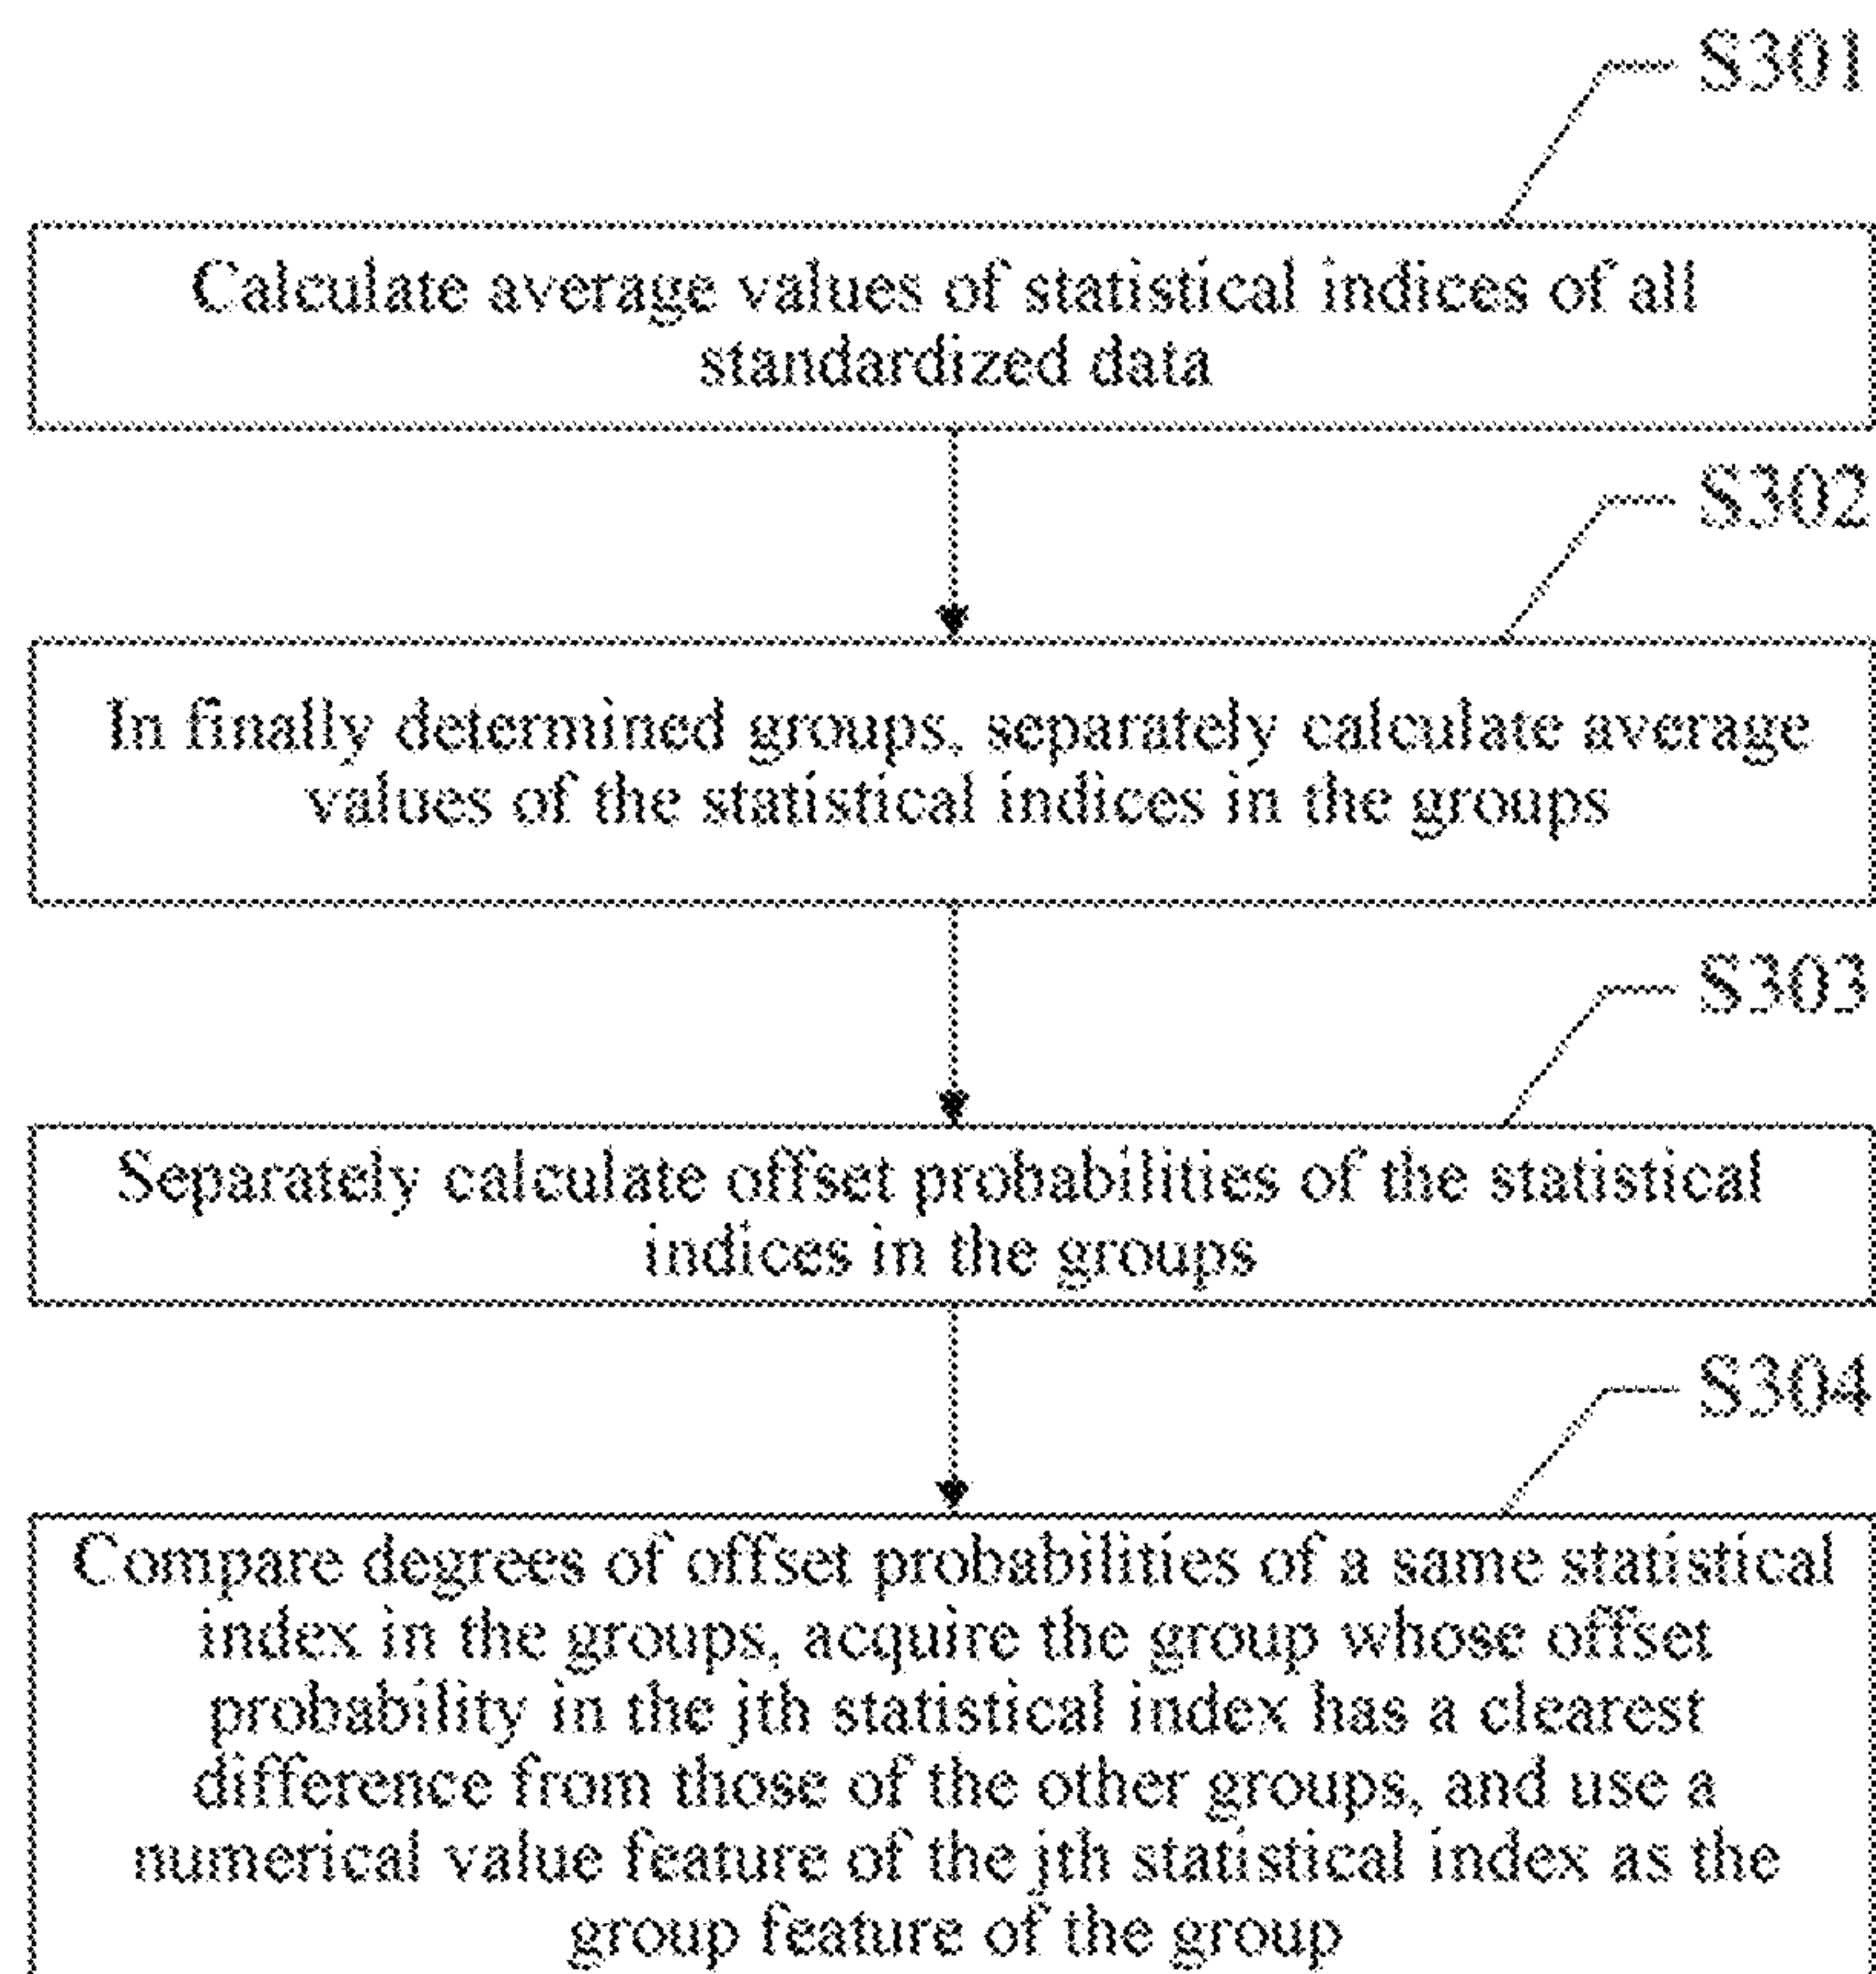 S301
Calculate average values of statistical indices of all
standardized data
S302
In finally determined groups, separately calculate average
values of the statistical indices in the groups
S303
Separately calculate offset probabilities of the statistical
indices in the groups
S304
Compare degrees of offset probabilities of a same statistical
index in the groups, acquire the group whose offset
probability in the jth statistical index has a clearest
difference from those of the other groups, and use a
numerical value feature of the jth statistical index as the
group feature of the group